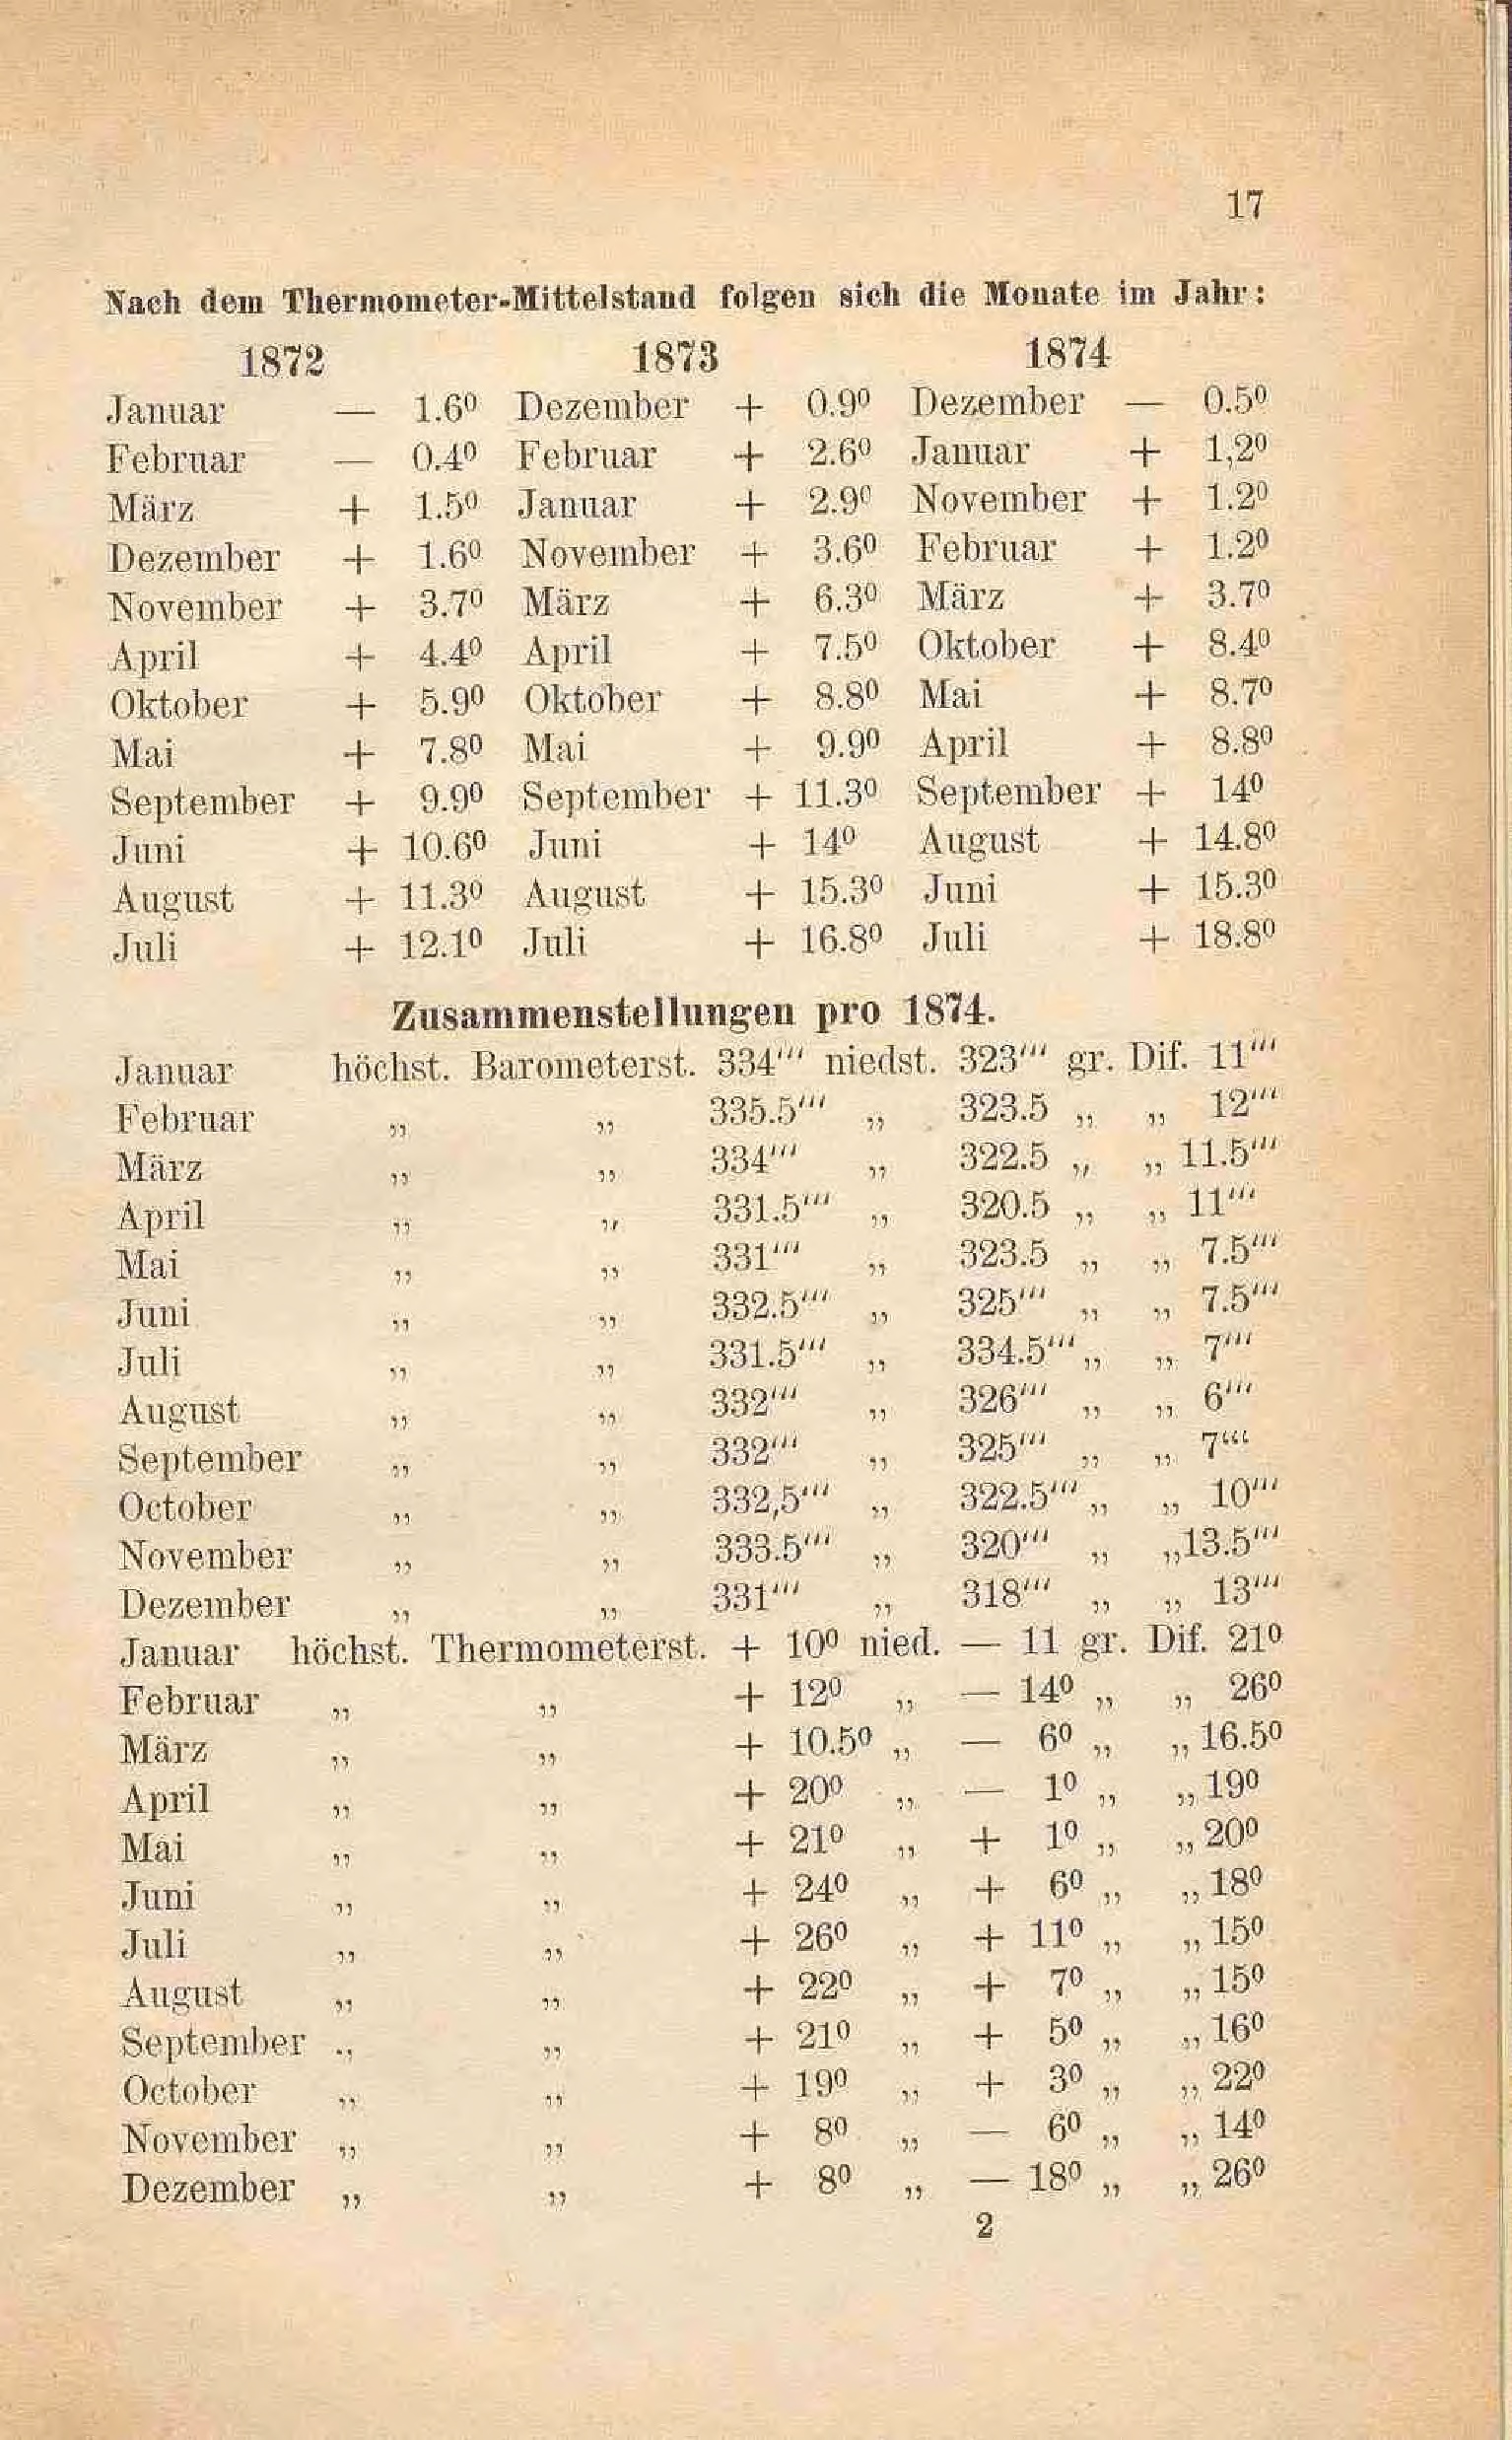 17
Nach dem Thermometer-Mittelstand folgen sich die Monate im Jahr:
1872 1873 1874
Januar — 1.6⁰ Dezember + 0.9⁰ Dezember — 0.5⁰
Februar — 0.4⁰ Februar + 2.6⁰ Januar + 1,2⁰
März + 1.5⁰ Januar + 2.9⁰ November + 1.2⁰
Dezember + 1.6⁰ November + 3.6⁰ Februar + 1.2⁰
November + 3.7⁰ März + 6.3⁰ März + 3.7⁰
April + 4.4⁰ April + 7.5⁰ Oktober + 8.4⁰
Oktober + 5.9⁰ Oktober + 8.8⁰ Mai + 8.7⁰
Mai + 7.8⁰ Mai + 9.9⁰ April + 8.8⁰
September + 9.9⁰ September + 11.3⁰ September + 14⁰
Juni + 10.6⁰ Juni + 14⁰ August + 14.8⁰
August + 11.3⁰ August + 15.3⁰ Juni + 15.3⁰
Juli + 12.1⁰ Juli + 16.8⁰ Juli + 18.8⁰
Zusammenstellungen pro 1874.
Januar höchst. Barometerst. 334‴ niedst. 323‴ gr. Dif. 11‴
Februar „ „ 335.5‴ „ 323.5 „ „ 12‴
März „ „ 334‴ „ 322.5 „ „ 11.5‴
April „ „ 331.5‴ „ 320.5 „ „ 11‴
Mai „ „ 331‴ „ 323.5 „ „ 7.5‴
Juni „ „ 332.5‴ „ 325‴ „ „ 7.5‴
Juli „ „ 331.5‴ „ 334.5‴ „ „ 7‴
August „ „ 332‴ „ 326‴ „ „ 6‴
September „ „ 332‴ „ 325‴ „ „ 7‴
October „ „ 332,5‴ „ 322.5‴ „ „ 10‴
November „ „ 333.5‴ „ 320‴ „ „ 13.5‴
Dezember „ „ 331‴ „ 318‴ „ „ 13‴
Januar höchst. Thermometerst. + 10⁰ nied. — 11 gr. Dif. 21⁰
Februar „ „ + 12⁰ „ — 14⁰ „ „ 26⁰
März „ „ + 10.5⁰ „ — 6⁰ „ „ 16.5⁰
April „ „ + 20⁰ „ — 1⁰ „ „ 19⁰
Mai „ „ + 21⁰ „ + 1⁰ „ „ 20⁰
Juni „ „ + 24⁰ „ + 6⁰ „ „ 18⁰
Juli „ „ + 26⁰ „ + 11⁰ „ „ 15⁰
August „ „ + 22⁰ „ + 7⁰ „ „ 15⁰
September „ „ + 21⁰ „ + 5⁰ „ „ 16⁰
October „ „ + 19⁰ „ + 3⁰ „ „ 22⁰
November „ „ + 8⁰ „ — 6⁰ „ „ 14⁰
Dezember „ „ + 8⁰ „ — 18⁰ „ „ 26⁰
2